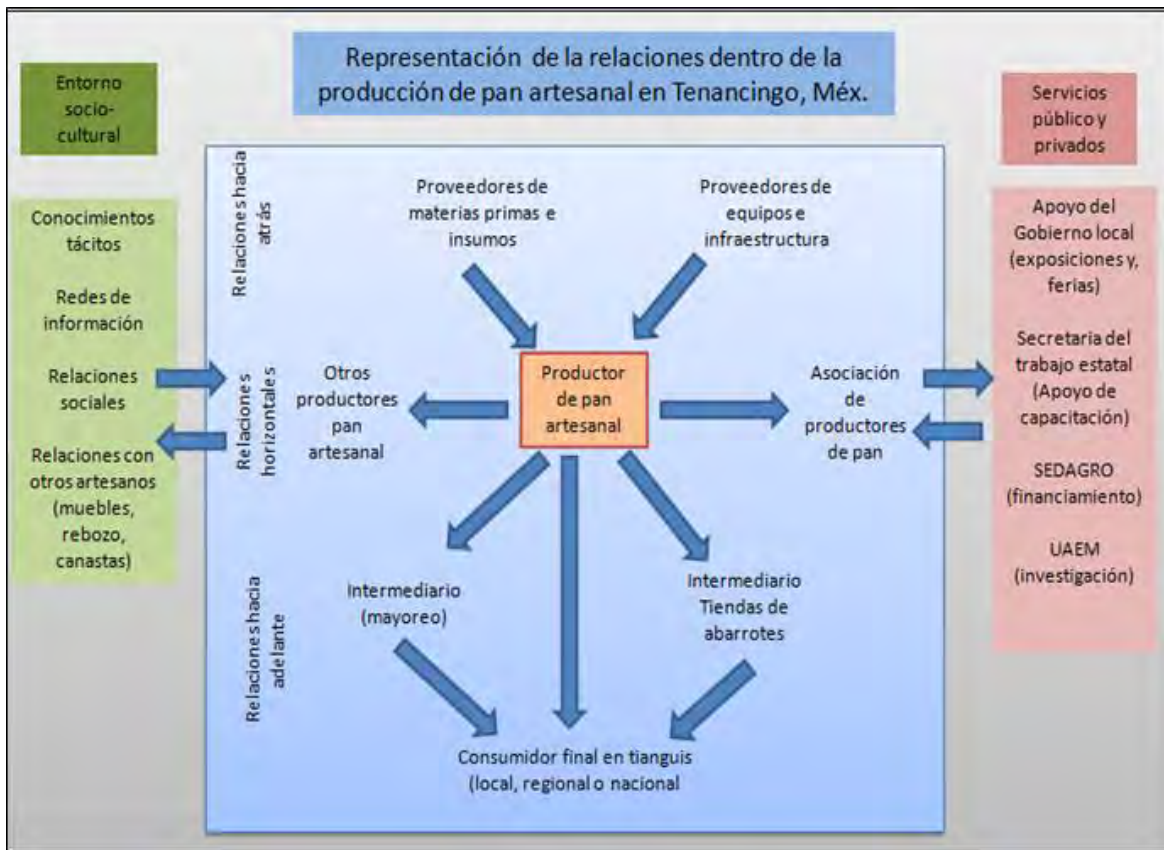 Representación de la relaciones dentro de la
producción de pan artesanal en Tenancingo, Méx.
Entorno
socio-
cultural
Conocimientos
tácitos
Redes de
información
Relaciones
sociales
Relaciones con
otros artesanos
(muebles,
rebozo,
canastas)
Relaciones hacia
atrás
Proveedores de
materias primas e
insumos
Proveedores de
equipos e
infraestructura
Relaciones
horizontales
Otros
productores
pan
artesanal
Productor
de pan
artesanal
Asociación
de
productores
de pan
Relaciones hacia
adelante
Intermediario
(mayoreo)
Intermediario
Tiendas de
abarrotes
Consumidor final en tianguis
(local, regional o nacional
Servicios
público y
privados
Apoyo del
Gobierno local
(exposiciones y,
ferias)
Secretaria del
trabajo estatal
(Apoyo de
capacitación)
SEDAGRO
(financiamiento)
UAEM
(investigación)